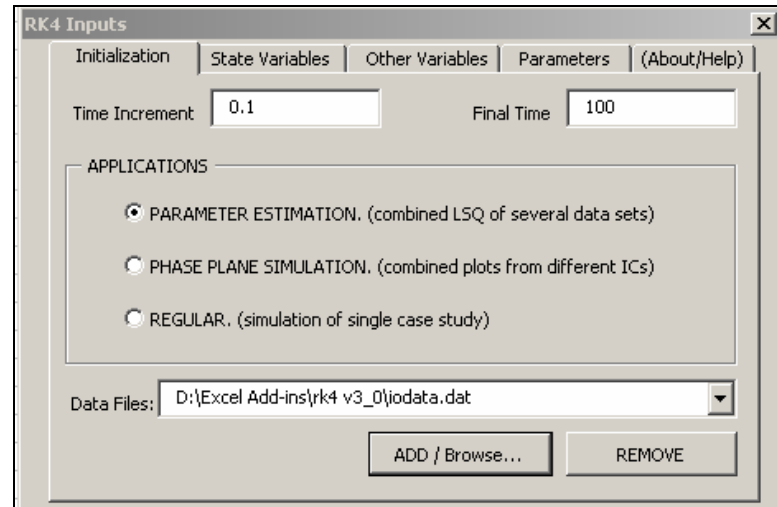 RK4 Inputs
Initialization State Variables Other Variables Parameters (About/Help)
Time Increment 0.1 Final Time 100
APPLICATIONS
PARAMETER ESTIMATION. (combined LSQ of several data sets)
PHASE PLANE SIMULATION. (combined plots from different ICs)
REGULAR. (simulation of single case study)
Data Files: D:\Excel Add-ins\rk4 v3_0\iodata.dat
ADD / Browse... REMOVE